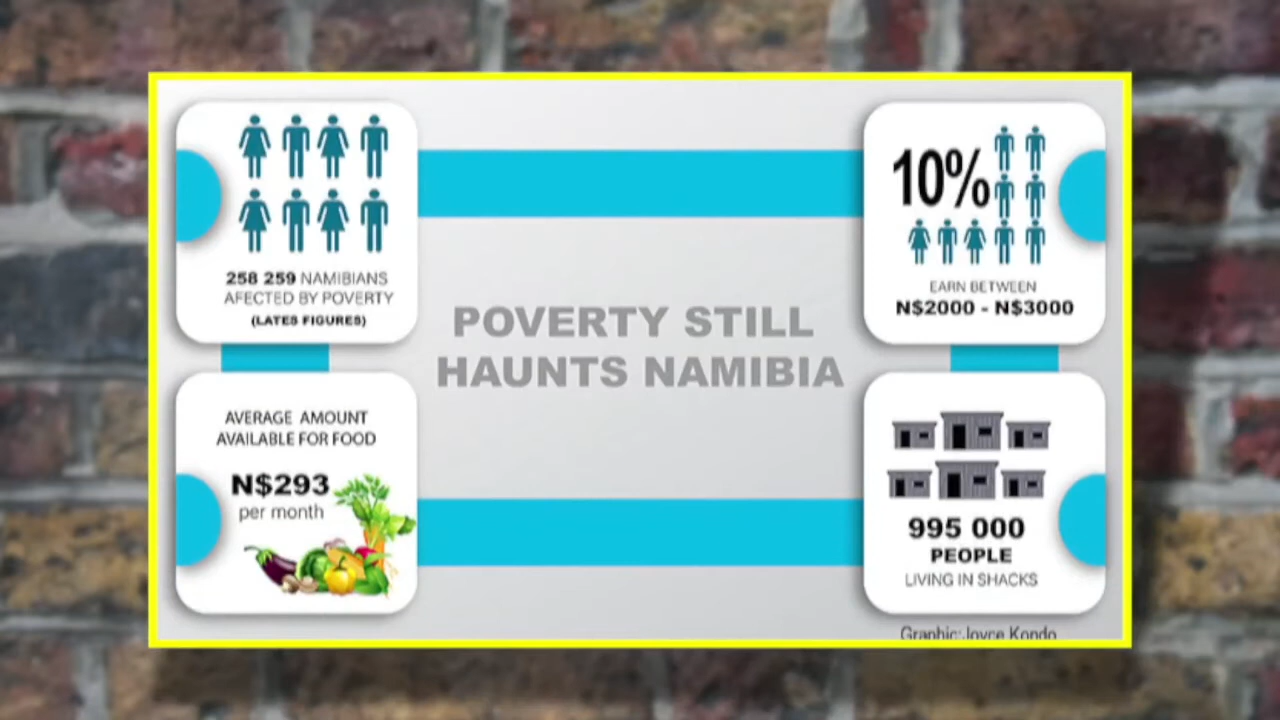 258 259 NAMIBIANS
AFECTED BY POVERTY
(LATES FIGURES)
10%
EARN BETWEEN
N$2000 - N$3000
POVERTY STILL
HAUNTS NAMIBIA
AVERAGE AMOUNT
AVAILABLE FOR FOOD
N$293
per month
995 000
PEOPLE
LIVING IN SHACKS
Graphic:Joyce Kondo